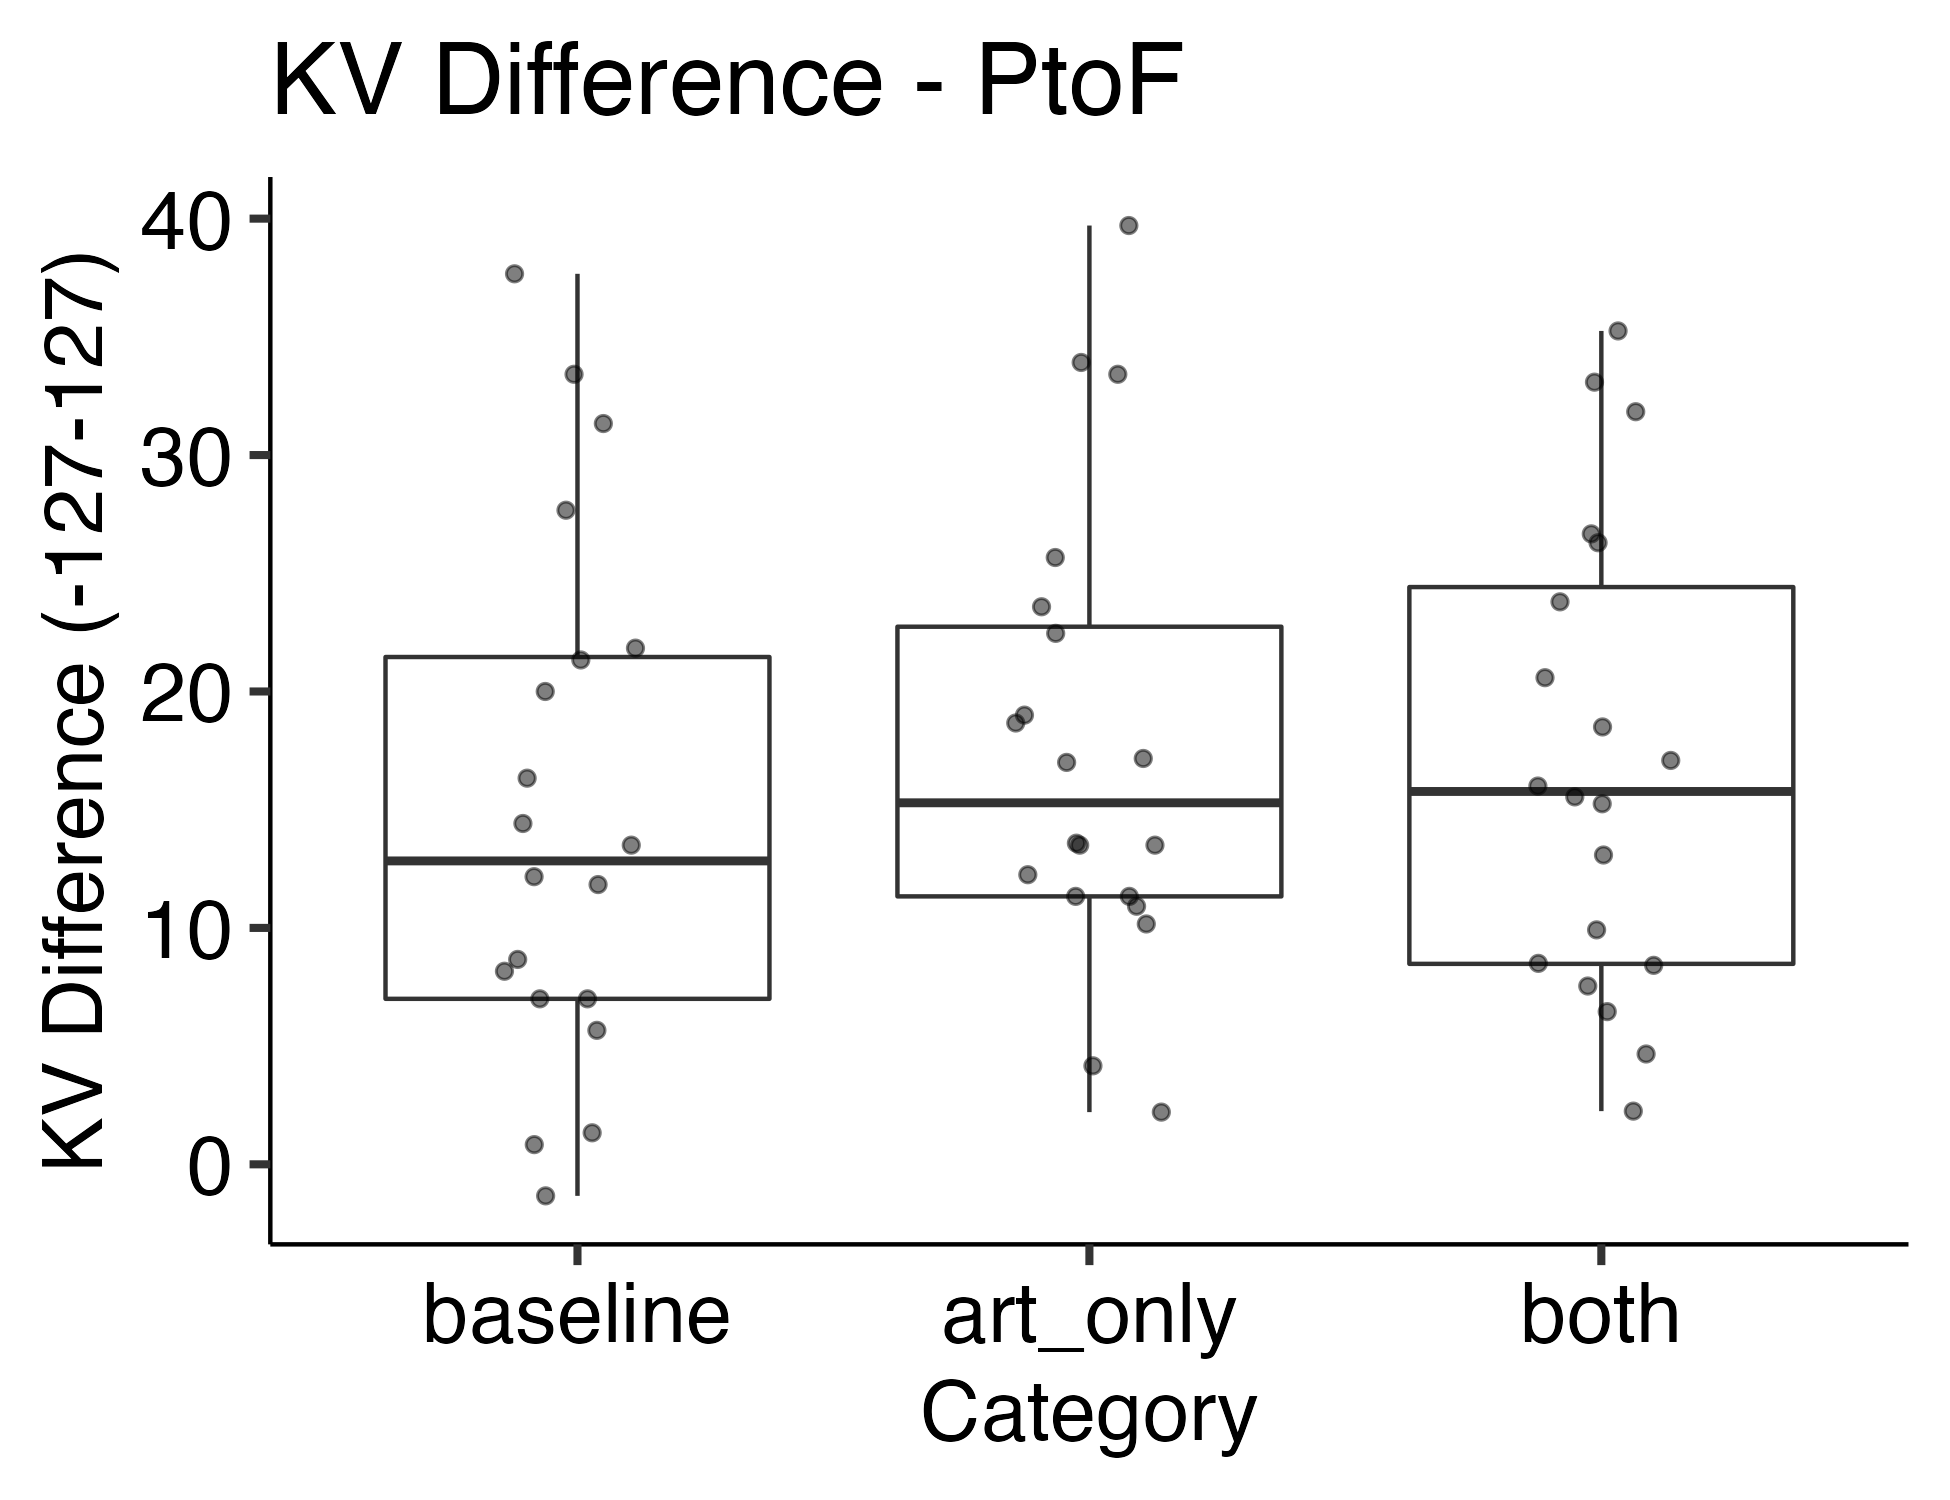 KV Difference - PtoF
KV Difference (-127-127)
40
30
20
10
0
baseline art_only both
Category